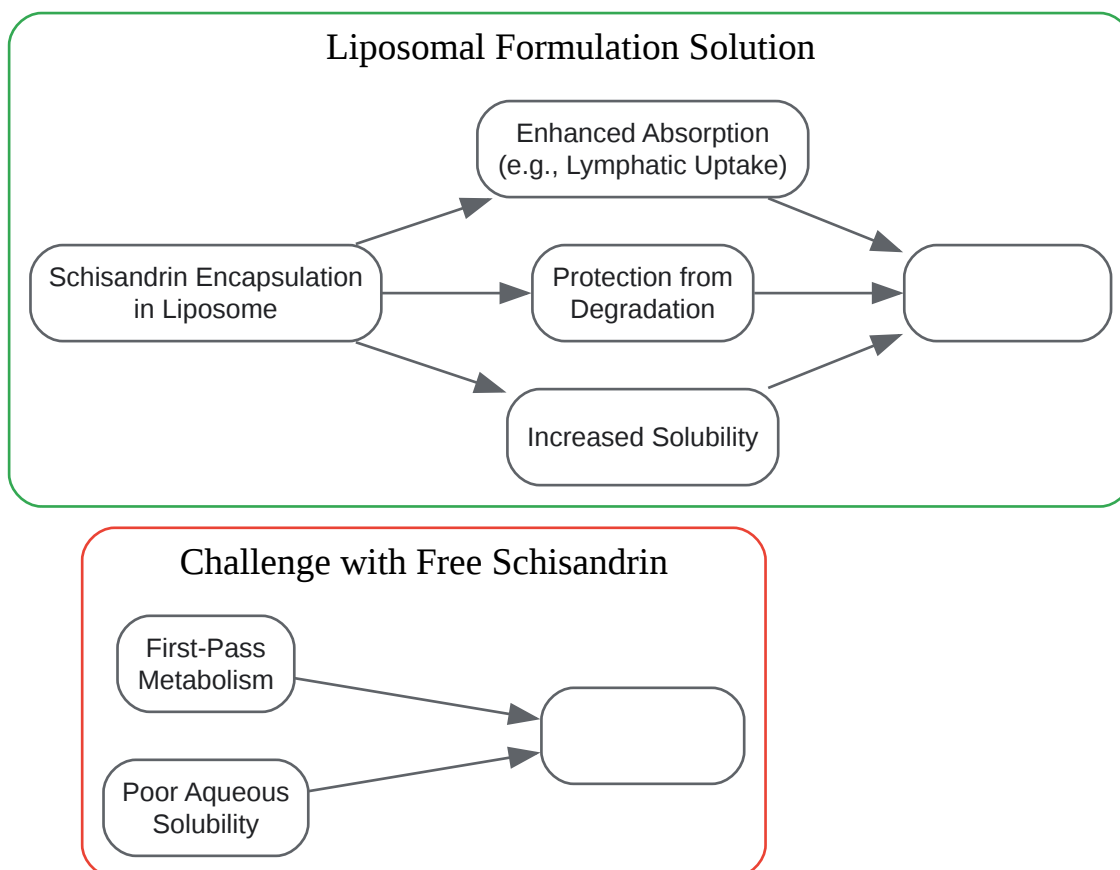 Liposomal Formulation Solution
Enhanced Absorption
(e.g., Lymphatic Uptake)
Schisandrin Encapsulation
in Liposome
Protection from
Degradation
Increased Solubility
Challenge with Free Schisandrin
First-Pass
Metabolism
Poor Aqueous
Solubility